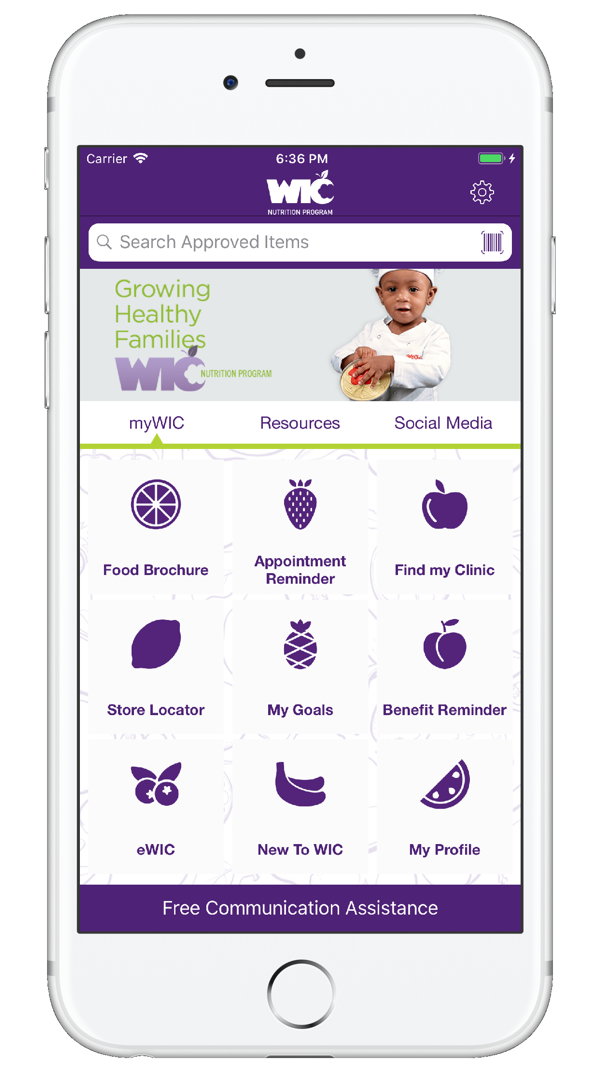 Carrier 6:36 PM
WIC
NUTRITION PROGRAM
Search Approved Items
Growing
Healthy
Families
WIC NUTRITION PROGRAM
myWIC Resources Social Media
Food Brochure Appointment Reminder Find my Clinic
Store Locator My Goals Benefit Reminder
eWIC New To WIC My Profile
Free Communication Assistance